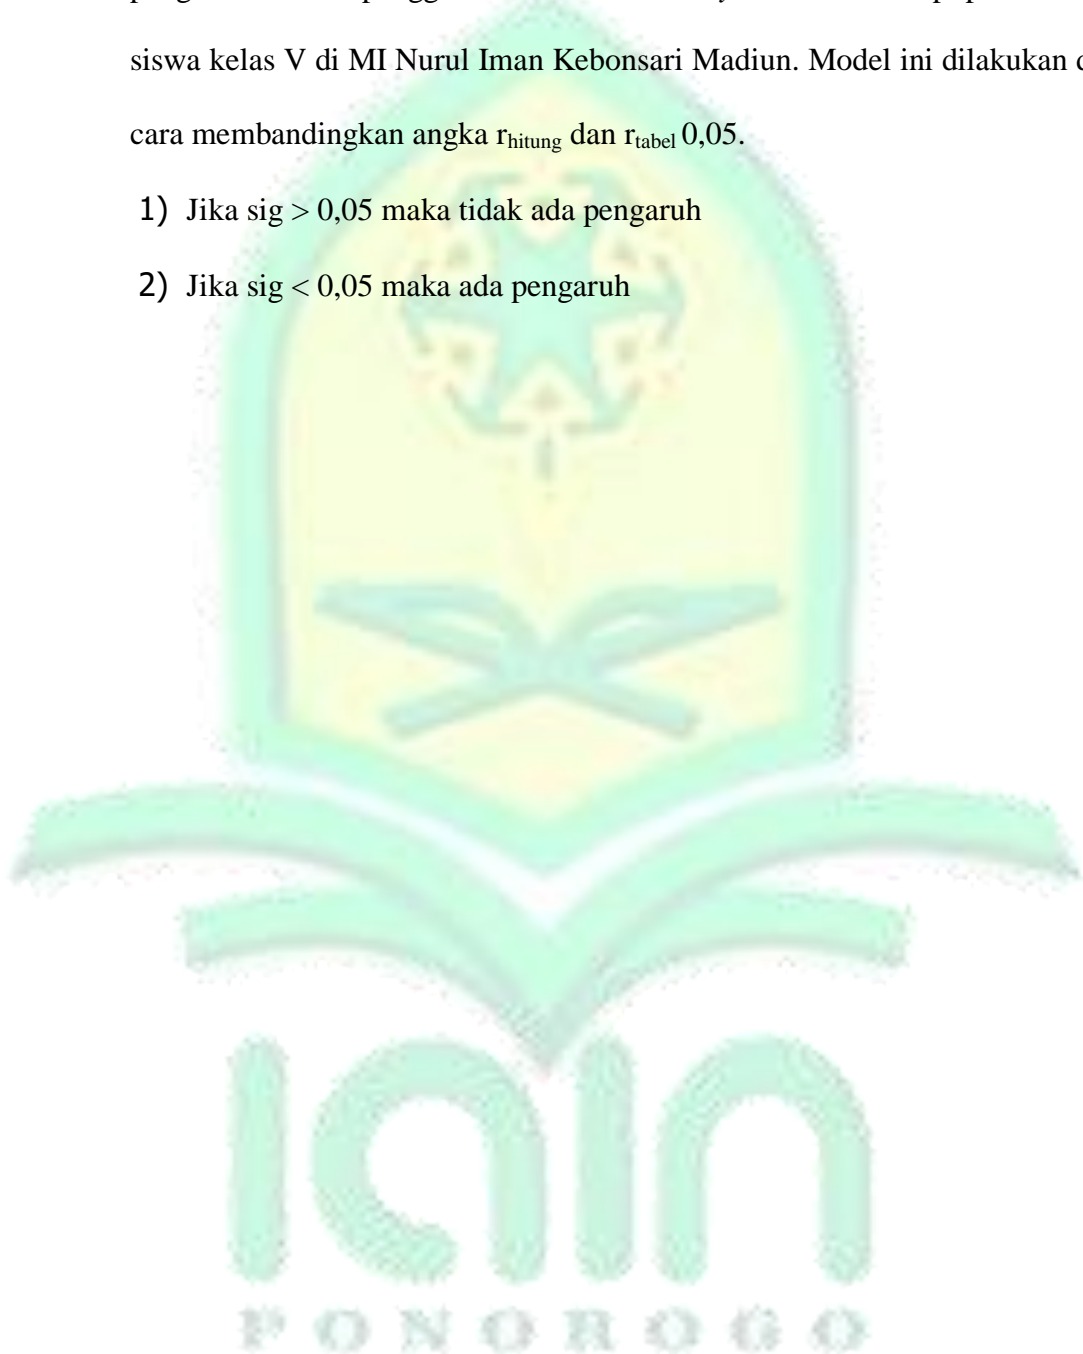 siswa kelas V di MI Nurul Iman Kebonsari Madiun. Model ini dilakukan
cara membandingkan angka rhitung dan rtabel 0,05.
1) Jika sig > 0,05 maka tidak ada pengaruh
2) Jika sig < 0,05 maka ada pengaruh
iain
PONOROGO